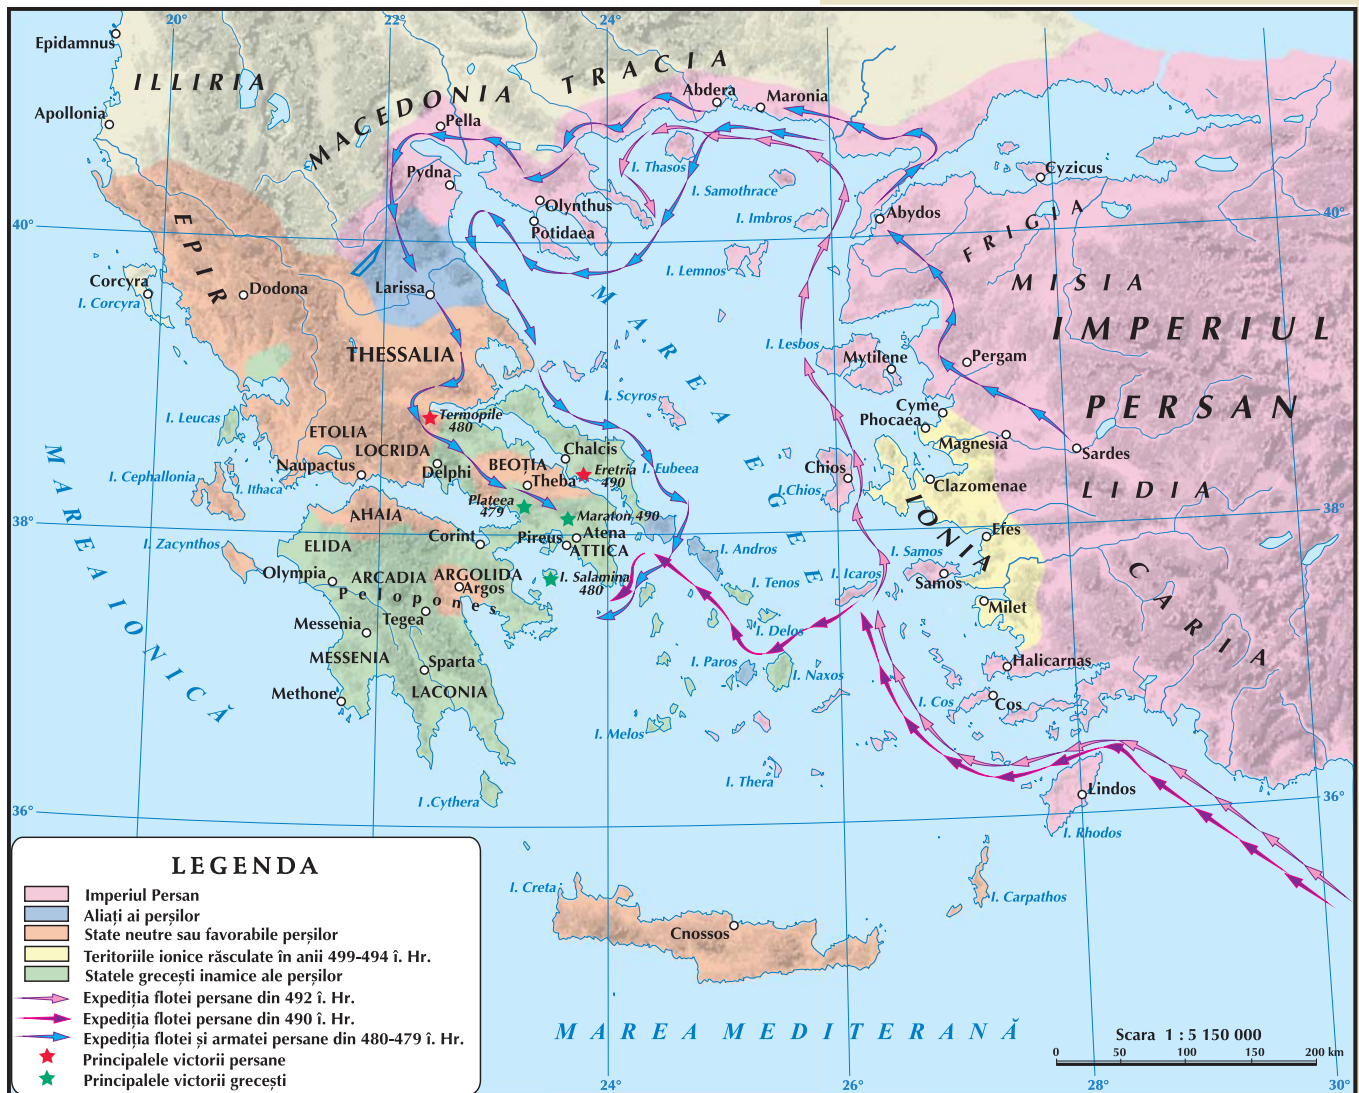 20°
22°
24°
Epidamnus
ILLIRIA
TRACIA
MACEDONIA
Abdera
Maronia
Apollonia
Pella
Pydna
I. Thasos
Cyzicus
I. Samothrace
Olynthus
Abydos
FRIGIA
40°
EPIR
Potidaea
I. Imbros
40°
I. Lemnos
MISIA
Corcyra
I. Corcyra
Dodona
Larissa
MAREA EGEE
IMPERIUL
PERSAN
THESSALIA
I. Lesbos
Mytilene
Pergam
I. Scyros
Cyme
Phocaea
Magnesia
Sardes
I. Leucas
Termopile
480
ETOLIA
LOCRIDA
Chalcis
Naupactus
Delphi
BEOȚIA
Theba
Eretria
490
I. Eubeea
Chios
I.Chios
Clazomenae
LIDIA
I. Cephallonia
I. Ithaca
Plateea
479
Maraton 490
38°
AHAIA
Corint
Pireus
Atena
ATTICA
IONIA
Efes
38°
MAREA IONICĂ
I. Zacynthos
ELIDA
I. Andros
I. Samos
Samos
Olympia
ARCADIA
ARGOLIDA
Argos
I. Salamina
480
I. Tenos
I. Icaros
CARIA
Peloponnes
Tegea
Milet
Messenia
I. Delos
MESSENIA
Sparta
I. Paros
I. Naxos
Halicarnas
Methone
LACONIA
I. Cos
Cos
I. Melos
I. Thera
I .Cythera
Lindos
36°
36°
I. Rhodos
I. Creta
I. Carpathos
Cnossos
MAREA MEDITERANĂ
LEGENDA
Imperiul Persan
Aliați ai perșilor
State neutre sau favorabile perșilor
Teritoriile ionice răsculate în anii 499-494 î. Hr.
Statele grecești inamice ale perșilor
Expediția flotei persane din 492 î. Hr.
Expediția flotei persane din 490 î. Hr.
Expediția flotei și armatei persane din 480-479 î. Hr.
Principalele victorii persane
Principalele victorii grecești
Scara 1 : 5 150 000
0 50 100 150 200 km
24°
26°
28°
30°